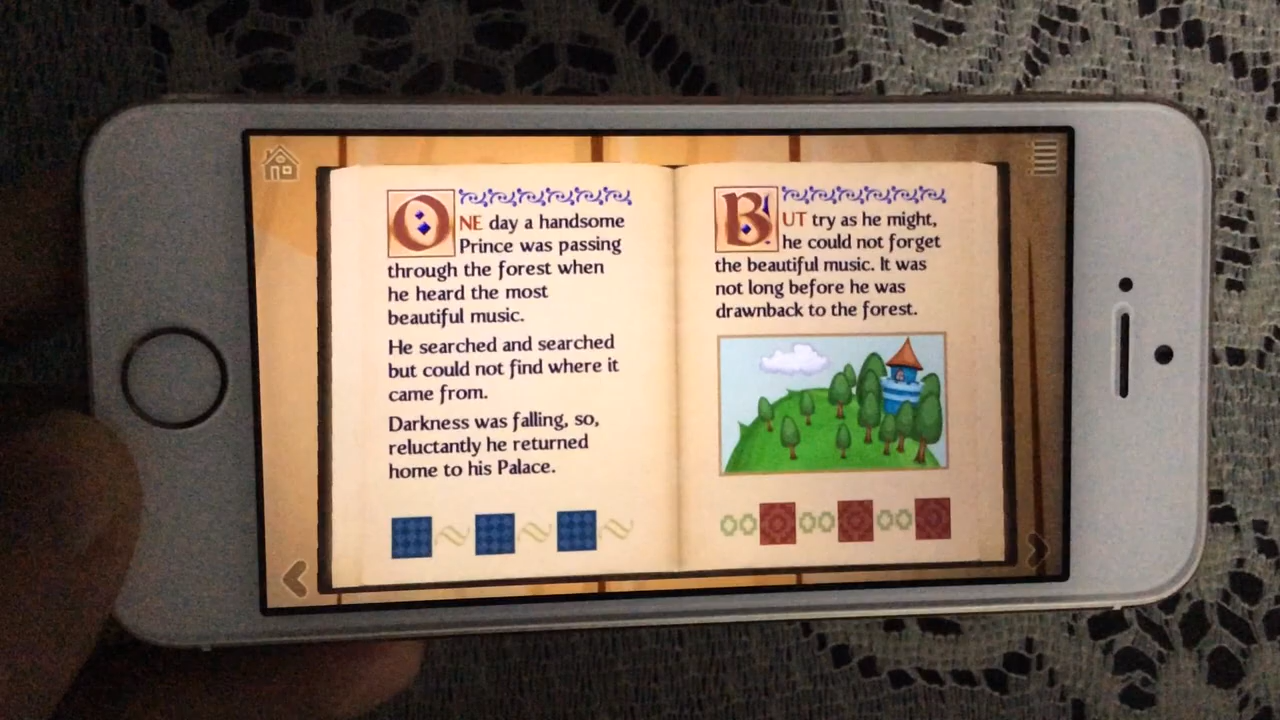 ONE day a handsome
Prince was passing
through the forest when
he heard the most
beautiful music.
He searched and searched
but could not find where it
came from.
Darkness was falling, so,
reluctantly he returned
home to his Palace.
BUT try as he might,
he could not forget
the beautiful music. It was
not long before he was
drawnback to the forest.